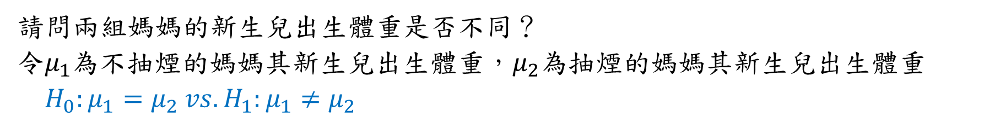 請問兩組媽媽的新生兒出生體重是否不同？
令μ₁為不抽煙的媽媽其新生兒出生體重，μ₂為抽煙的媽媽其新生兒出生體重
H₀: μ₁ = μ₂ vs. H₁: μ₁ ≠ μ₂